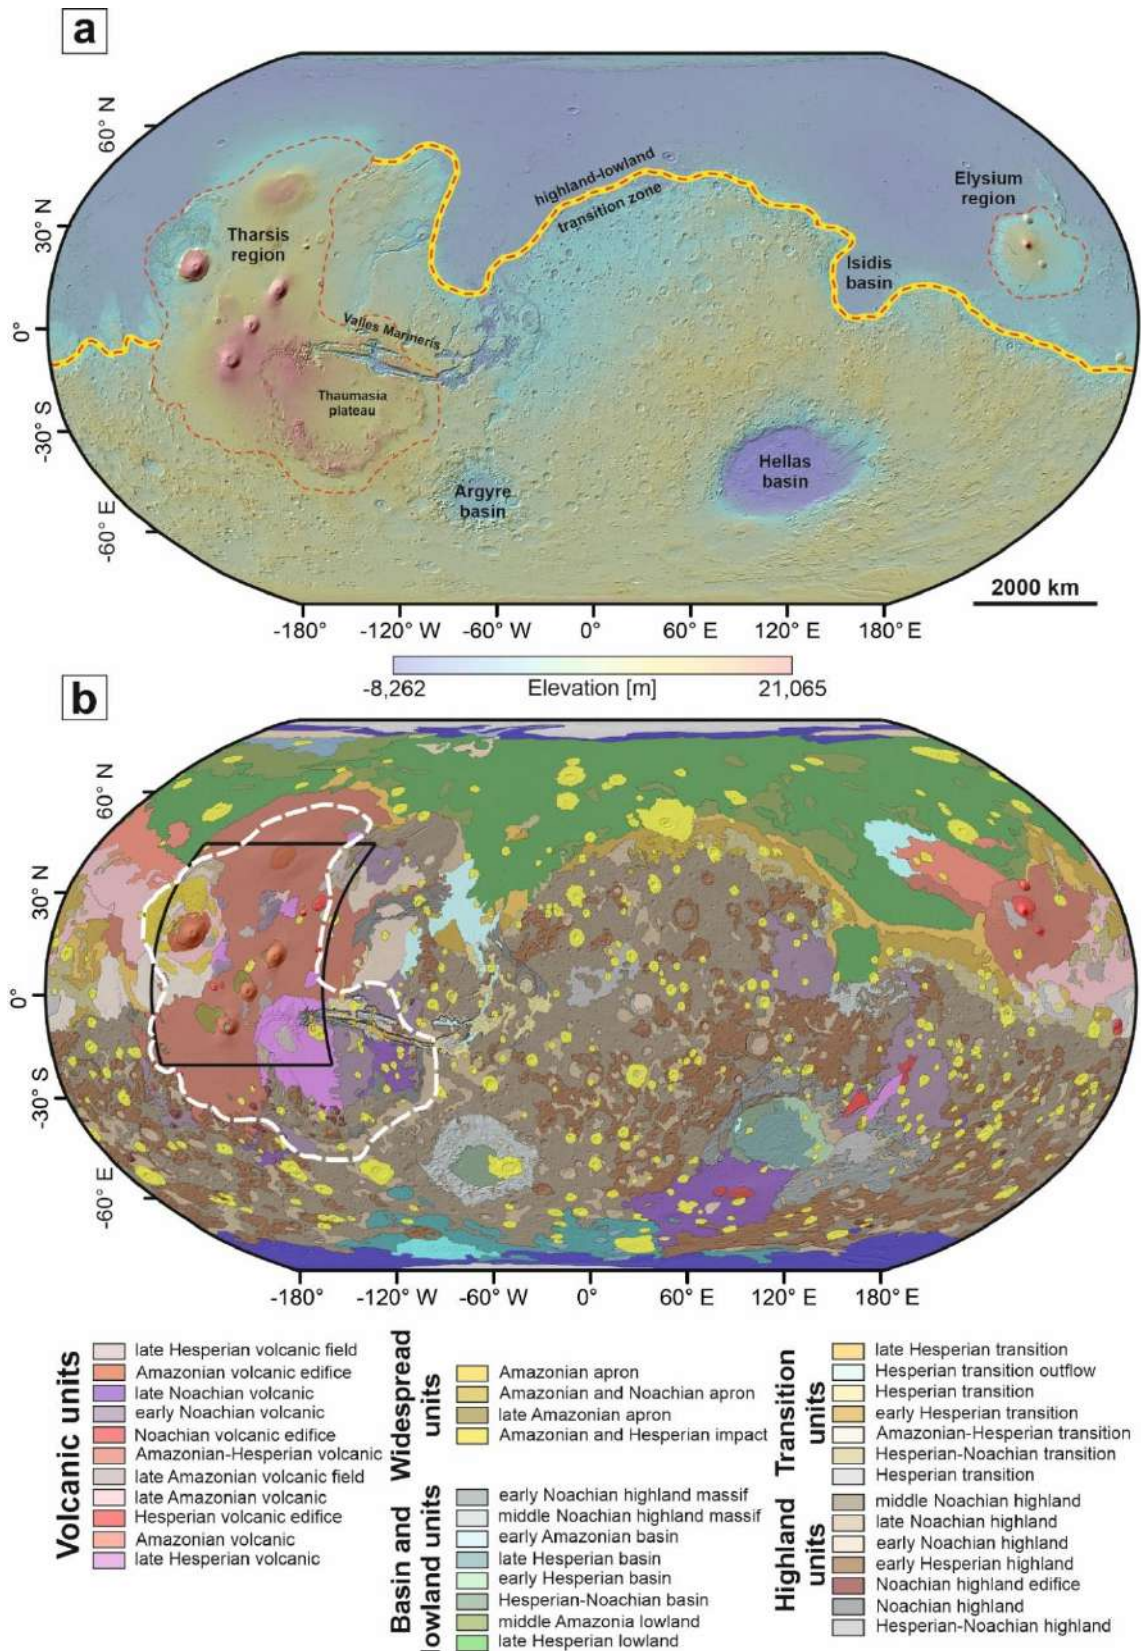 a
60° N
30° N
0°
-30° S
-60° E
highland-lowland
transition zone
Elysium
region
Tharsis
region
Isidis
basin
Valles Marineris
Thaumasia
plateau
Hellas
basin
Argyre
basin
2000 km
-180° -120° W -60° W 0° 60° E 120° E 180° E
-8,262 Elevation [m] 21,065
b
60° N
30° N
0°
-30° S
-60° E
-180° -120° W -60° W 0° 60° E 120° E 180° E
Volcanic units
late Hesperian volcanic field
Amazonian volcanic edifice
late Noachian volcanic
early Noachian volcanic
Noachian volcanic edifice
Amazonian-Hesperian volcanic
late Amazonian volcanic field
late Amazonian volcanic
Hesperian volcanic edifice
Amazonian volcanic
late Hesperian volcanic
Widespread
units
Amazonian apron
Amazonian and Noachian apron
late Amazonian apron
Amazonian and Hesperian impact
Basin and
lowland units
early Noachian highland massif
middle Noachian highland massif
early Amazonian basin
late Hesperian basin
early Hesperian basin
Hesperian-Noachian basin
middle Amazonia lowland
late Hesperian lowland
Transition
units
late Hesperian transition
Hesperian transition outflow
Hesperian transition
early Hesperian transition
Amazonian-Hesperian transition
Hesperian-Noachian transition
Hesperian transition
Highland
units
middle Noachian highland
late Noachian highland
early Noachian highland
early Hesperian highland
Noachian highland edifice
Noachian highland
Hesperian-Noachian highland